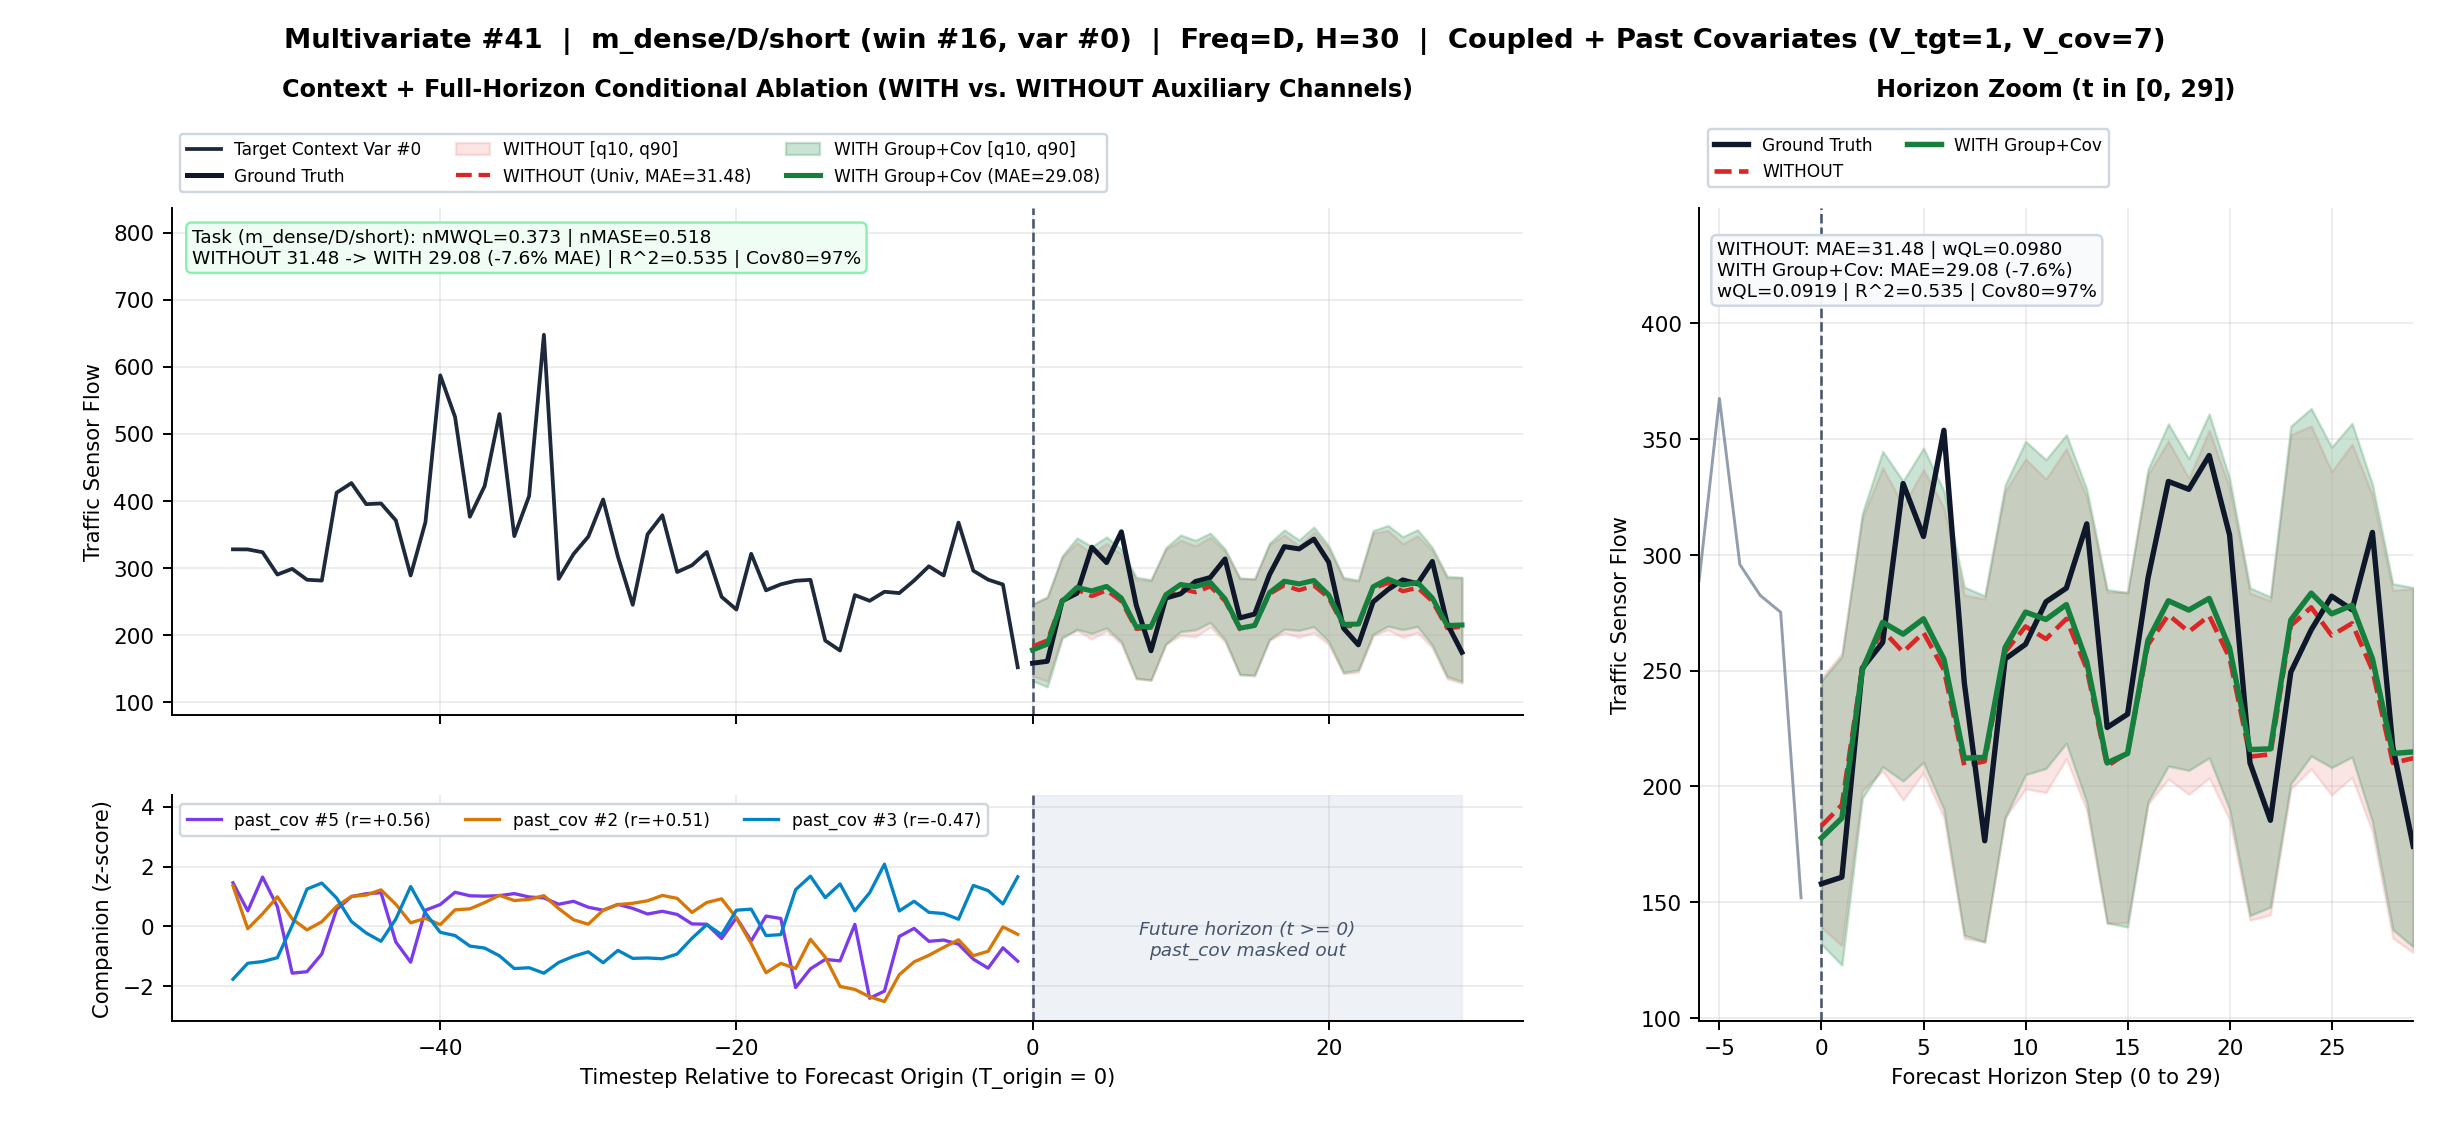 Multivariate #41 | m_dense/D/short (win #16, var #0) | Freq=D, H=30 | Coupled + Past Covariates (V_tgt=1, V_cov=7)
Context + Full-Horizon Conditional Ablation (WITH vs. WITHOUT Auxiliary Channels)
Target Context Var #0
Ground Truth
WITHOUT [q10, q90]
WITHOUT (Univ, MAE=31.48)
WITH Group+Cov [q10, q90]
WITH Group+Cov (MAE=29.08)
Task (m_dense/D/short): nMWQL=0.373 | nMASE=0.518
WITHOUT 31.48 -> WITH 29.08 (-7.6% MAE) | R^2=0.535 | Cov80=97%
Traffic Sensor Flow
800
700
600
500
400
300
200
100
past_cov #5 (r=+0.56)
past_cov #2 (r=+0.51)
past_cov #3 (r=-0.47)
Companion (z-score)
4
2
0
−2
Future horizon (t >= 0)
past_cov masked out
−40
−20
0
20
Timestep Relative to Forecast Origin (T_origin = 0)
Horizon Zoom (t in [0, 29])
Ground Truth
WITHOUT
WITH Group+Cov
WITHOUT: MAE=31.48 | wQL=0.0980
WITH Group+Cov: MAE=29.08 (-7.6%)
wQL=0.0919 | R^2=0.535 | Cov80=97%
Traffic Sensor Flow
400
350
300
250
200
150
100
−5
0
5
10
15
20
25
Forecast Horizon Step (0 to 29)